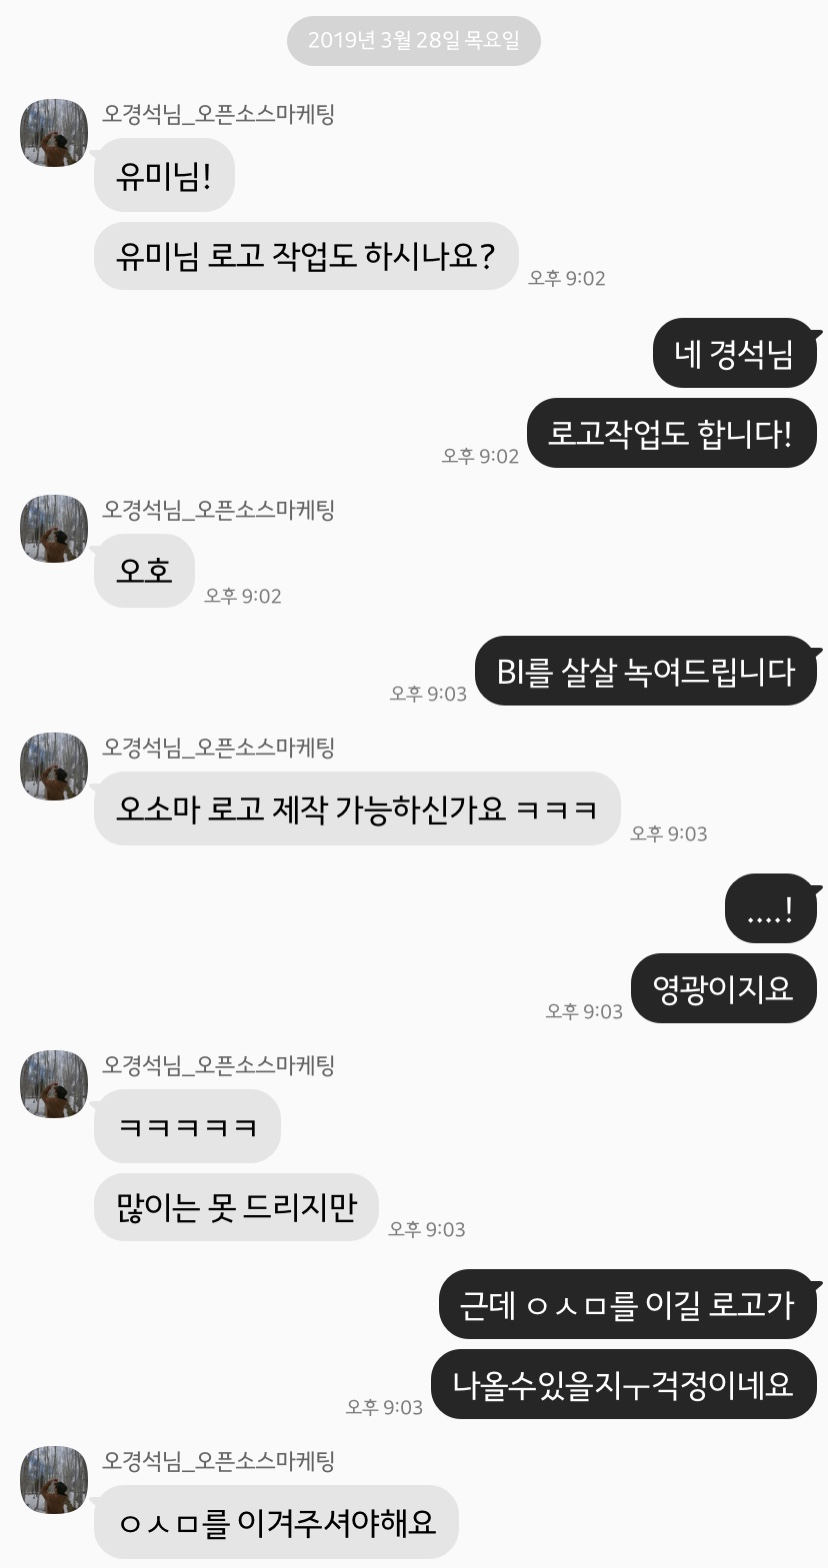 2019년 3월 28일 목요일
오경석님_오픈소스마케팅
유미님!
유미님 로고 작업도 하시나요?
오후 9:02
네 경석님
로고작업도 합니다!
오후 9:02
오경석님_오픈소스마케팅
오호
오후 9:02
BI를 살살 녹여드립니다
오후 9:03
오경석님_오픈소스마케팅
오소마 로고 제작 가능하신가요 ㅋㅋㅋ
오후 9:03
....!
영광이지요
오후 9:03
오경석님_오픈소스마케팅
ㅋㅋㅋㅋㅋ
많이는 못 드리지만
오후 9:03
근데 ㅇㅅㅁ를 이길 로고가
나올수있을지ㅜ걱정이네요
오후 9:03
오경석님_오픈소스마케팅
ㅇㅅㅁ를 이겨주셔야해요